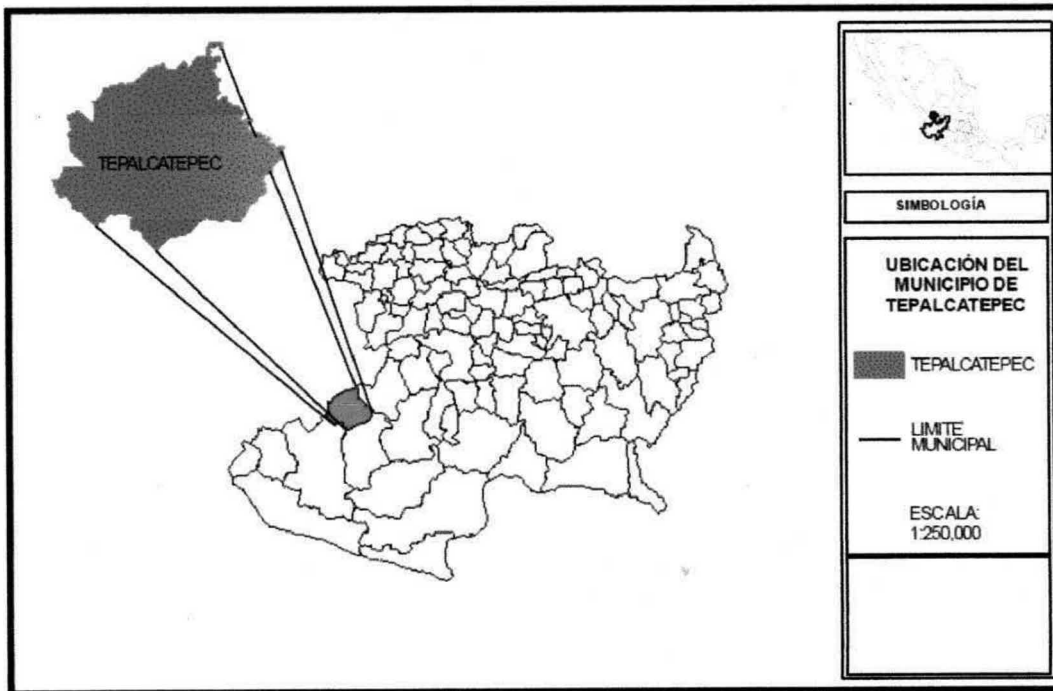 TEPALCATEPEC
SIMBOLOGÍA
UBICACIÓN DEL
MUNICIPIO DE
TEPALCATEPEC
TEPALCATEPEC
LIMITE
MUNICIPAL
ESCALA:
1:250,000